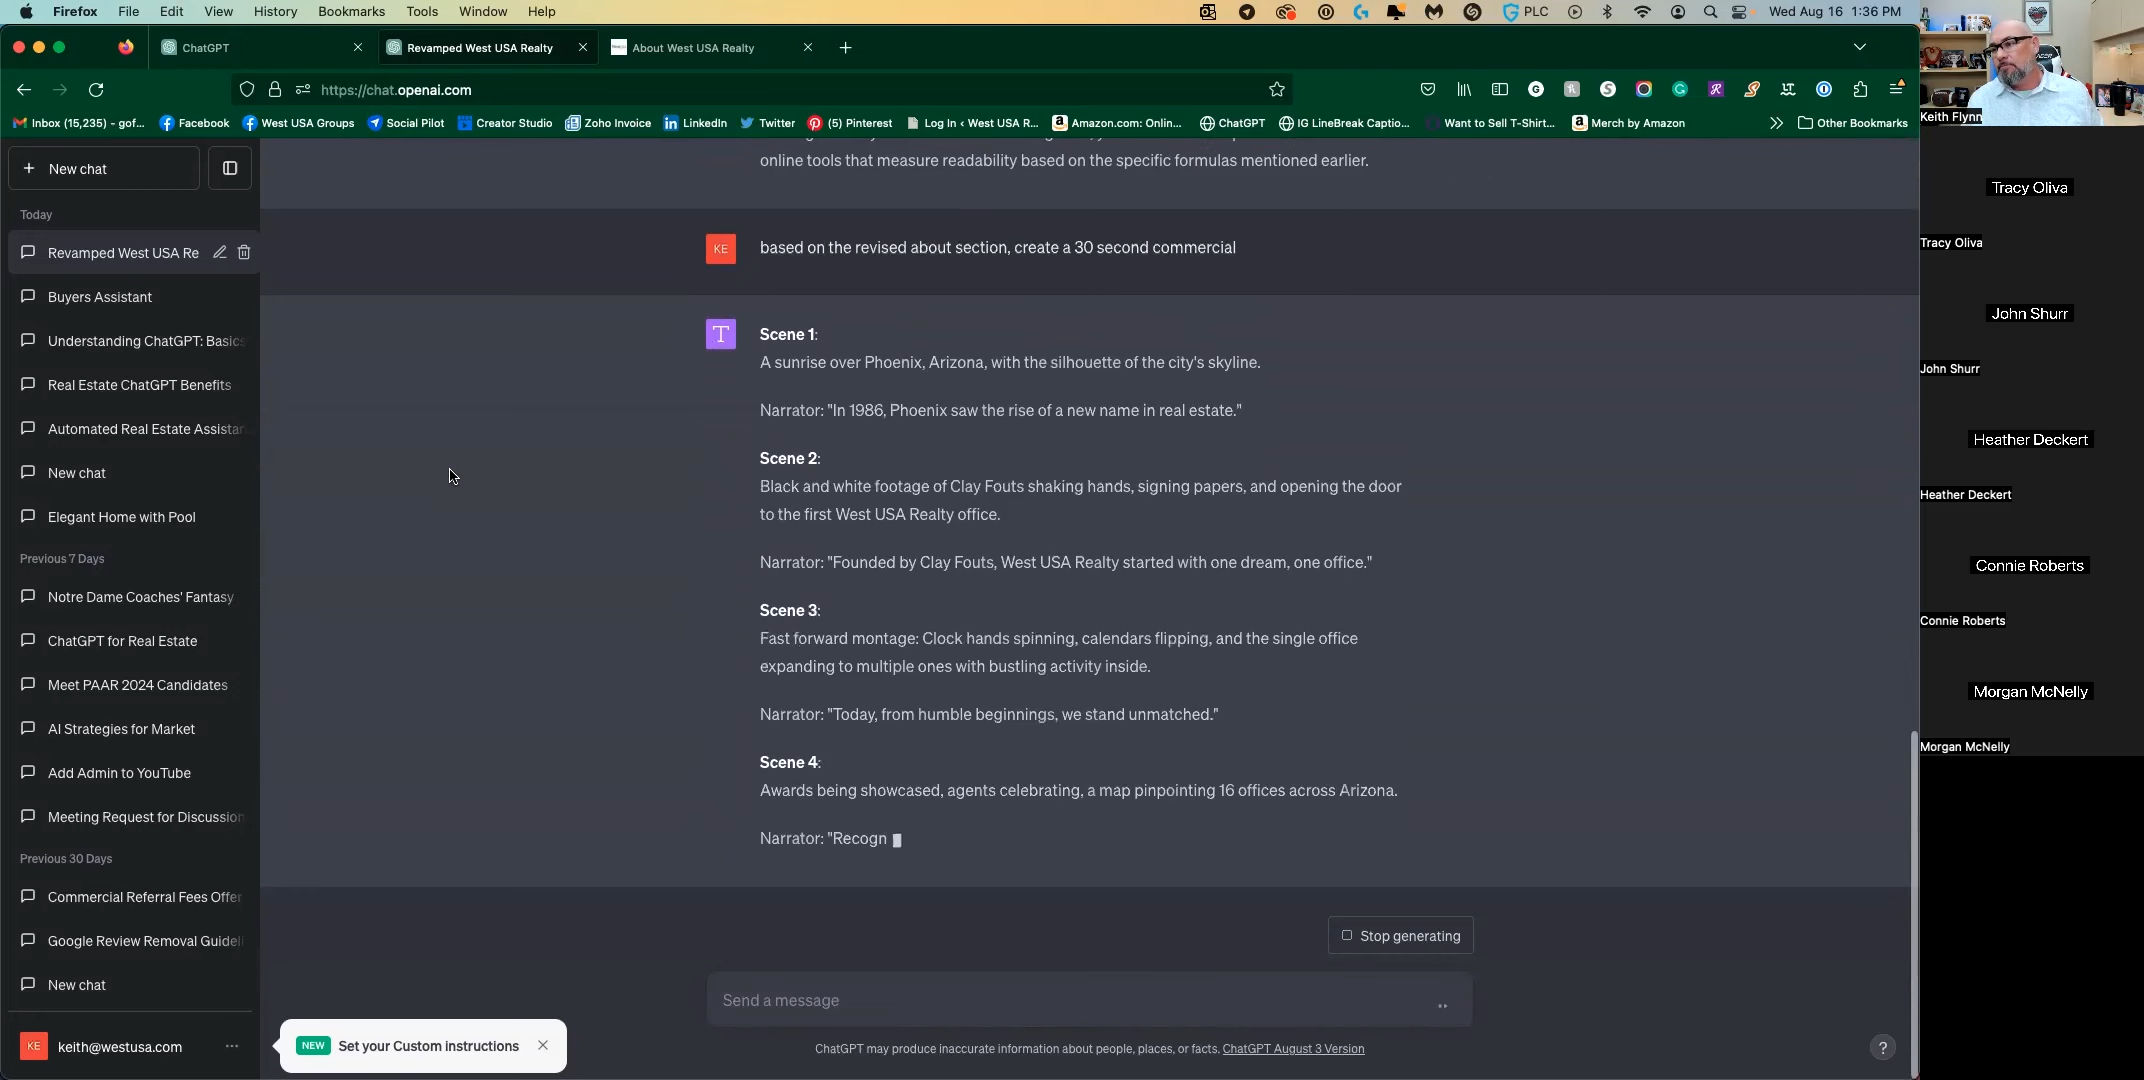 Firefox File Edit View History Bookmarks Tools Window Help PLC Wed Aug 16 1:36 PM
ChatGPT
Revamped West USA Realty
About West USA Realty
https://chat.openai.com
Inbox (15,235) - gof... Facebook West USA Groups Social Pilot Creator Studio Zoho Invoice LinkedIn Twitter (5) Pinterest Log In ‹ West USA R... Amazon.com: Onlin... ChatGPT IG LineBreak Captio... Want to Sell T-Shirt... Merch by Amazon Other Bookmarks
New chat
Today
Revamped West USA Re
Buyers Assistant
Understanding ChatGPT: Basics
Real Estate ChatGPT Benefits
Automated Real Estate Assistan
New chat
Elegant Home with Pool
Previous 7 Days
Notre Dame Coaches' Fantasy
ChatGPT for Real Estate
Meet PAAR 2024 Candidates
AI Strategies for Market
Add Admin to YouTube
Meeting Request for Discussion
Previous 30 Days
Commercial Referral Fees Offer
Google Review Removal Guideli
New chat
KE keith@westusa.com
NEW Set your Custom instructions
online tools that measure readability based on the specific formulas mentioned earlier.
KE based on the revised about section, create a 30 second commercial
T
Scene 1:
A sunrise over Phoenix, Arizona, with the silhouette of the city's skyline.
Narrator: "In 1986, Phoenix saw the rise of a new name in real estate."
Scene 2:
Black and white footage of Clay Fouts shaking hands, signing papers, and opening the door
to the first West USA Realty office.
Narrator: "Founded by Clay Fouts, West USA Realty started with one dream, one office."
Scene 3:
Fast forward montage: Clock hands spinning, calendars flipping, and the single office
expanding to multiple ones with bustling activity inside.
Narrator: "Today, from humble beginnings, we stand unmatched."
Scene 4:
Awards being showcased, agents celebrating, a map pinpointing 16 offices across Arizona.
Narrator: "Recogn
Stop generating
Send a message
ChatGPT may produce inaccurate information about people, places, or facts. ChatGPT August 3 Version
?
Keith Flynn
Tracy Oliva
Tracy Oliva
John Shurr
John Shurr
Heather Deckert
Heather Deckert
Connie Roberts
Connie Roberts
Morgan McNelly
Morgan McNelly